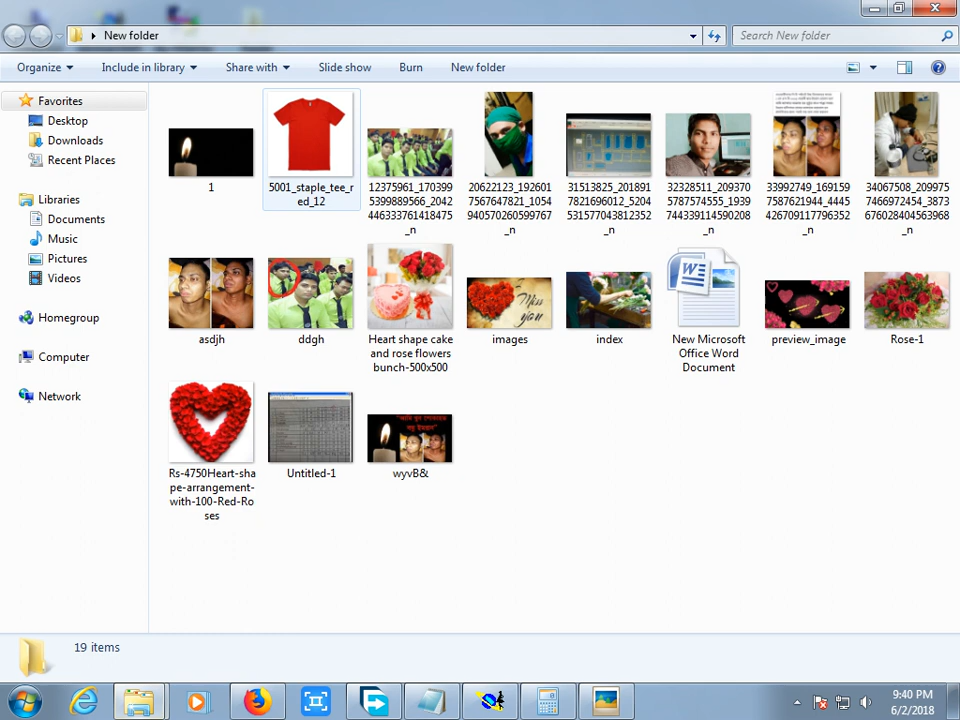 New folder
Search New folder
Organize
Include in library
Share with
Slide show
Burn
New folder
Favorites
Desktop
Downloads
Recent Places
Libraries
Documents
Music
Pictures
Videos
Homegroup
Computer
Network
1
5001_staple_tee_r
ed_12
12375961_170399
5399889566_2042
446333761418475
_n
20622123_192601
7567647821_1054
940570260599767
_n
31513825_201891
7821696012_5204
531577043812352
_n
32328511_209370
5787574555_1939
744339114590208
_n
33992749_169159
7587621944_4445
426709117796352
_n
34067508_209975
7466972454_3873
676028404563968
_n
asdjh
ddgh
Heart shape cake
and rose flowers
bunch-500x500
Miss
you
images
index
W
New Microsoft
Office Word
Document
preview_image
Rose-1
Rs-4750Heart-sha
pe-arrangement-
with-100-Red-Ro
ses
Untitled-1
wyvB&
19 items
9:40 PM
6/2/2018